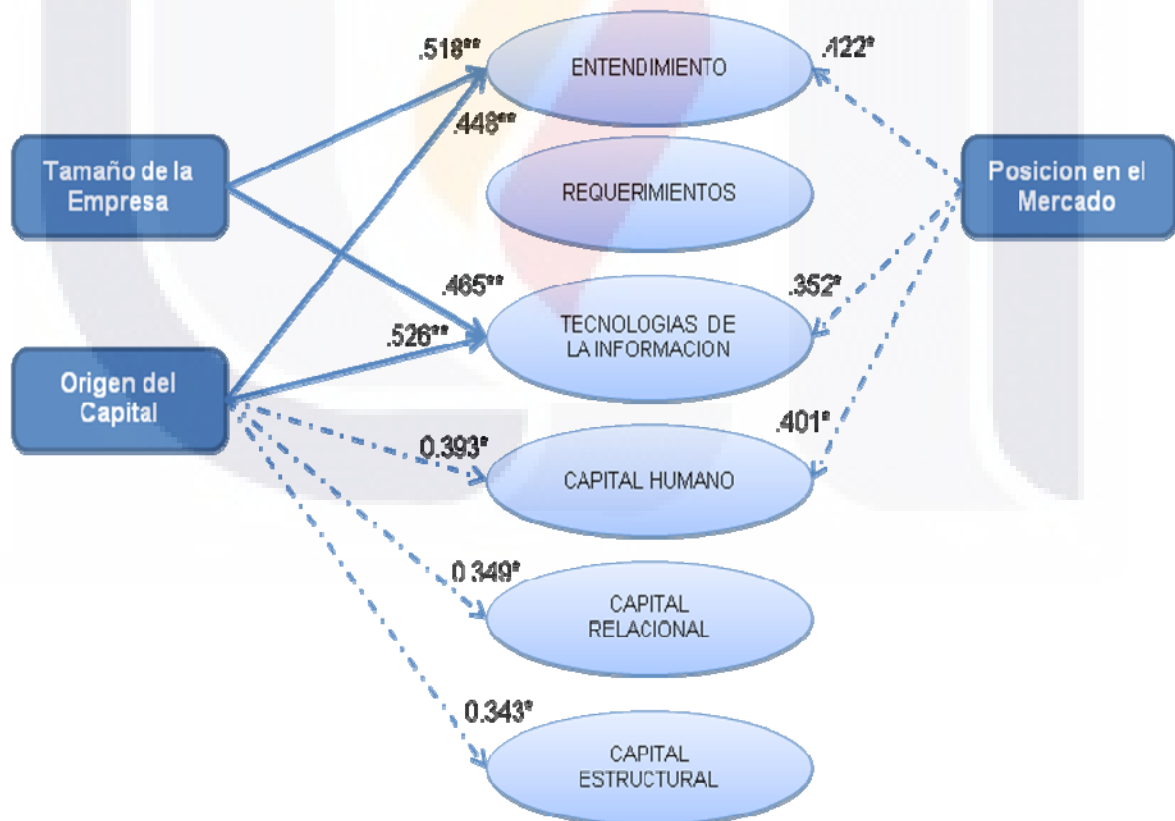 .518**
ENTENDIMIENTO
.422*
.448**
Tamaño de la
Empresa
REQUERIMIENTOS
Posicion en el
Mercado
.465**
.352*
.526**
TECNOLOGIAS DE
LA INFORMACION
Origen del
Capital
0.393*
.401*
CAPITAL HUMANO
0.349*
CAPITAL
RELACIONAL
0.343*
CAPITAL
ESTRUCTURAL